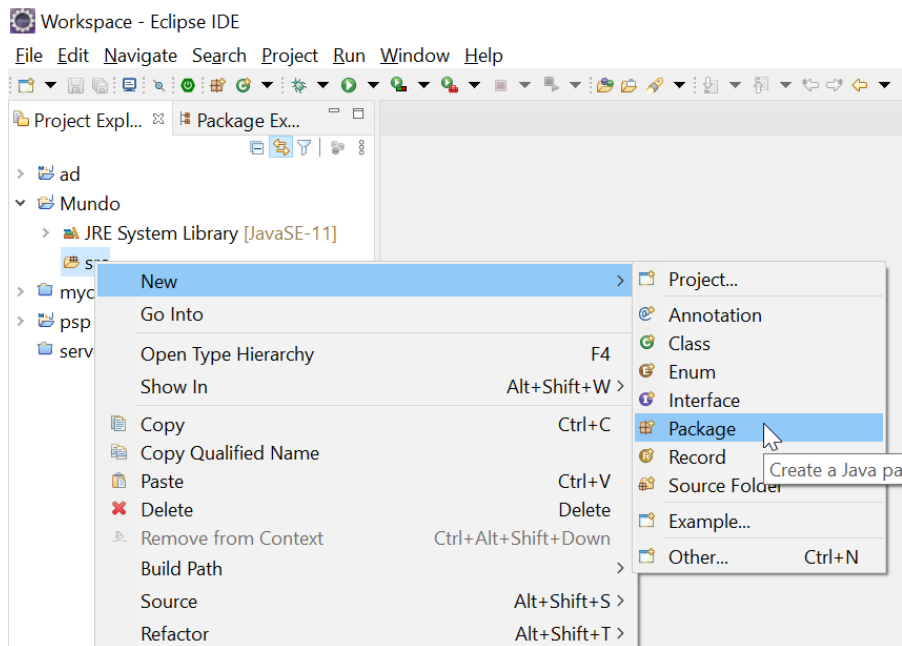 Workspace - Eclipse IDE
File Edit Navigate Search Project Run Window Help
Project Expl... Package Ex...
ad
Mundo
JRE System Library [JavaSE-11]
psp
New
Go Into
Open Type Hierarchy F4
Show In Alt+Shift+W >
Copy Ctrl+C
Copy Qualified Name
Paste Ctrl+V
Delete Delete
Remove from Context Ctrl+Alt+Shift+Down
Build Path
Source Alt+Shift+S >
Refactor Alt+Shift+T >
Project...
Annotation
Class
Enum
Interface
Package
Record
Create a Java pa
Source Folder
Example...
Other... Ctrl+N